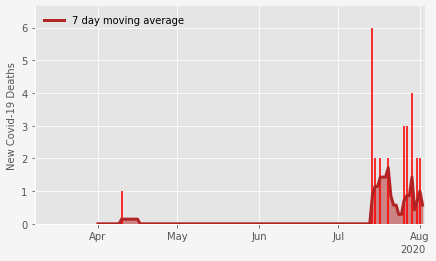 7 day moving average
New Covid-19 Deaths
6
5
4
3
2
1
0
Apr
May
Jun
Jul
Aug
2020